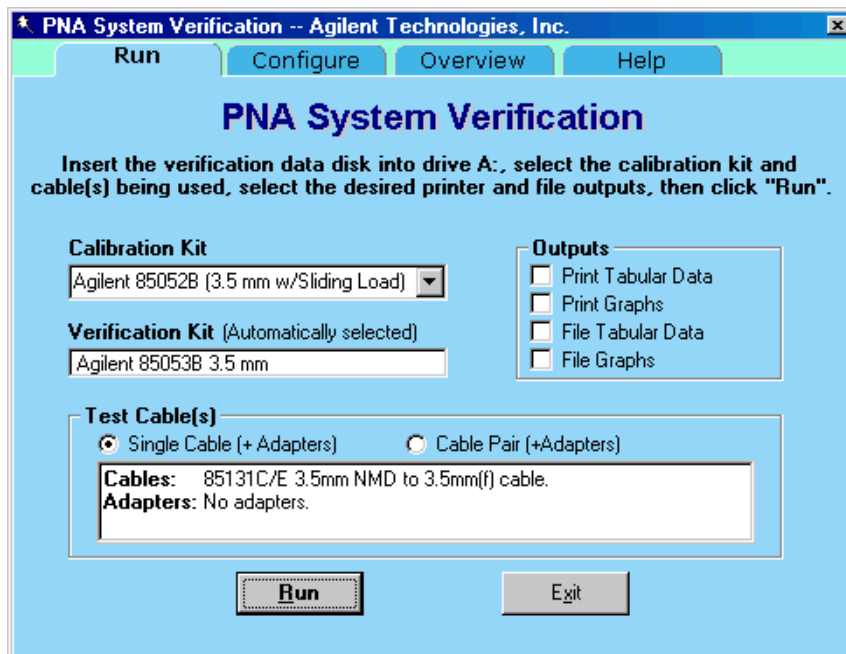 PNA System Verification -- Agilent Technologies, Inc.
Run Configure Overview Help
PNA System Verification
Insert the verification data disk into drive A:, select the calibration kit and
cable(s) being used, select the desired printer and file outputs, then click "Run".
Calibration Kit
Agilent 85052B (3.5 mm w/Sliding Load)
Verification Kit (Automatically selected)
Agilent 85053B 3.5 mm
Outputs
Print Tabular Data
Print Graphs
File Tabular Data
File Graphs
Test Cable(s)
Single Cable (+ Adapters) Cable Pair (+Adapters)
Cables: 85131C/E 3.5mm NMD to 3.5mm(f) cable.
Adapters: No adapters.
Run Exit